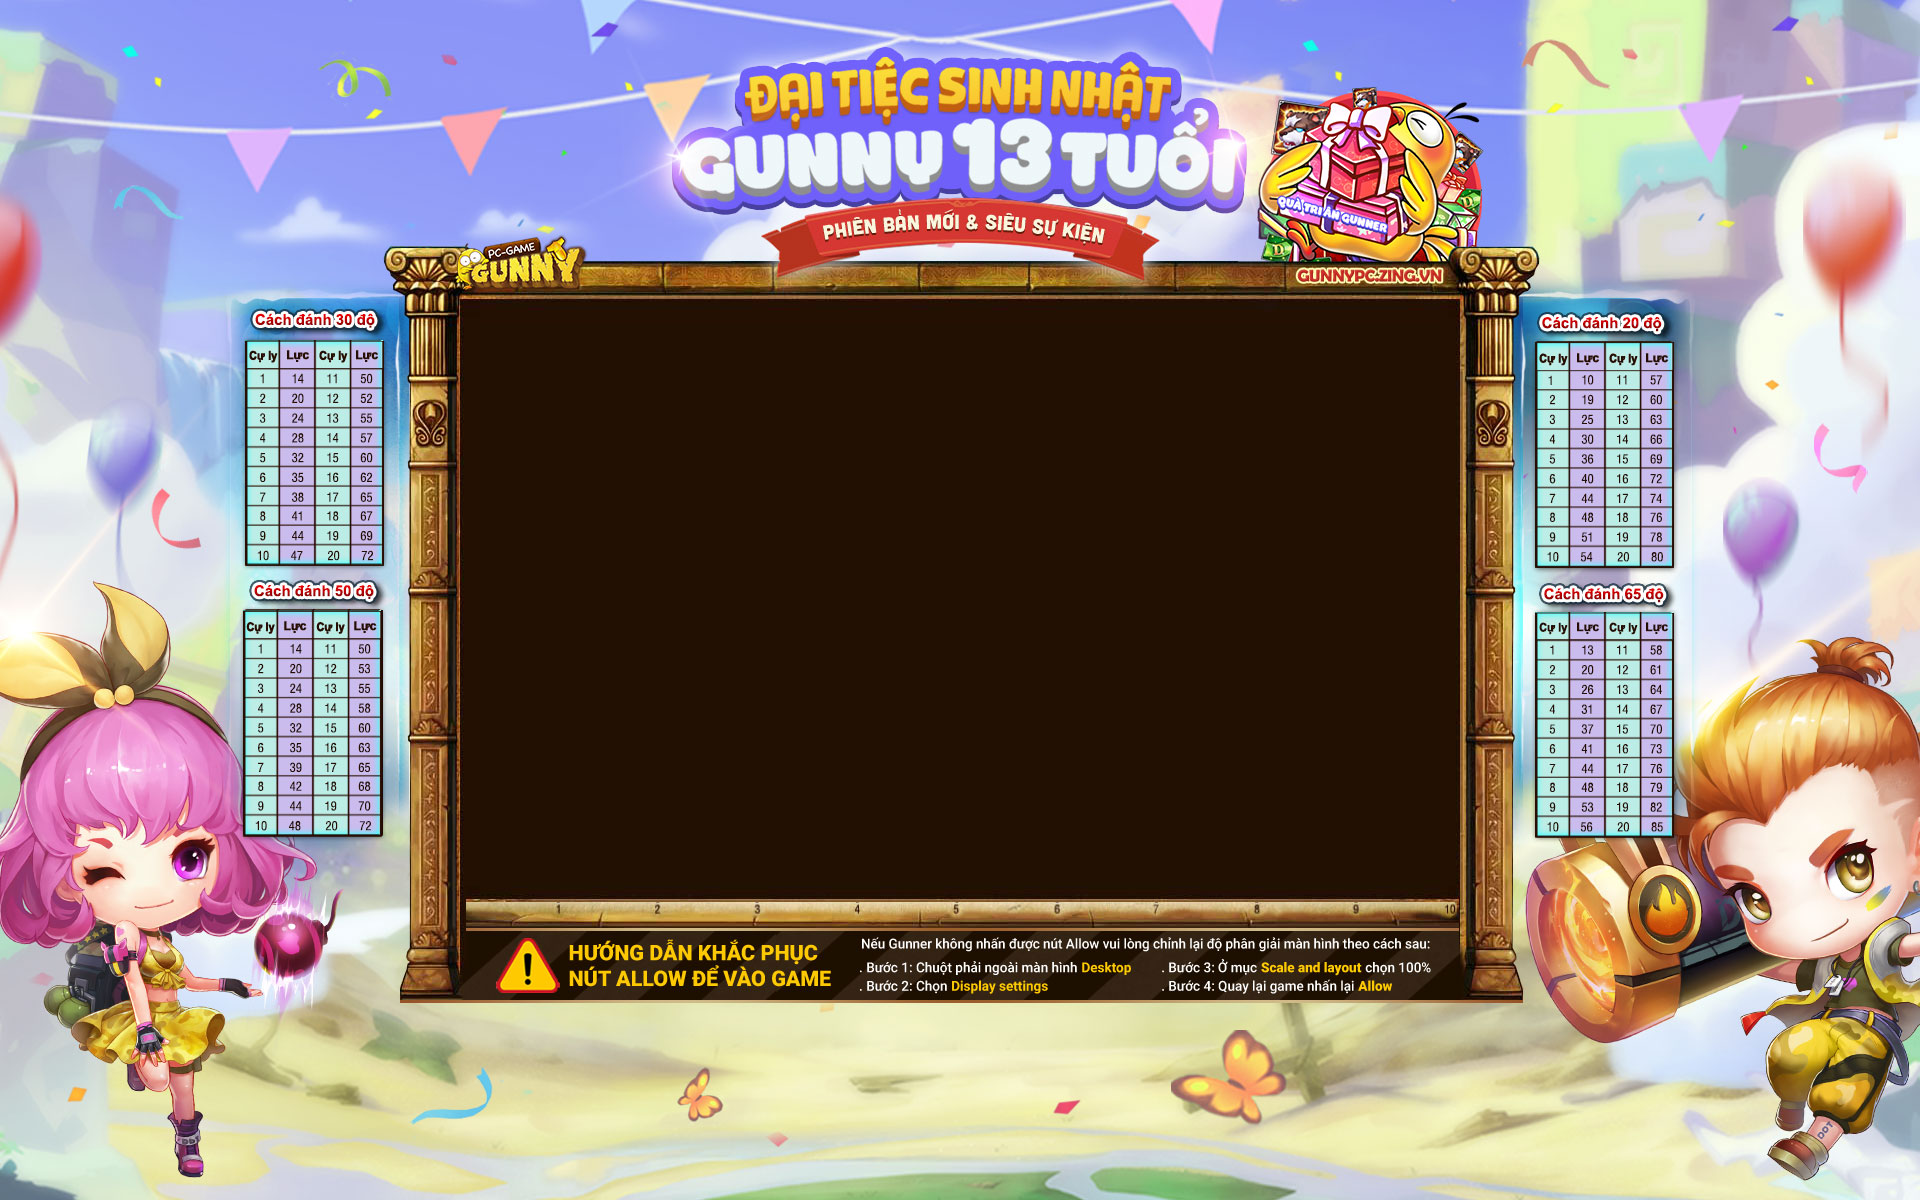 ĐẠI TIỆC SINH NHẬT
GUNNY 13 TUỔI
PHIÊN BẢN MỚI & SIÊU SỰ KIỆN
QUÀ TRI ÂN GUNNER
PC-GAME
GUNNY
GUNNYPC.ZING.VN
Cách đánh 30 độ
Cự ly Lực Cự ly Lực
1 14 11 50
2 20 12 52
3 24 13 55
4 28 14 57
5 32 15 60
6 35 16 62
7 38 17 65
8 41 18 67
9 44 19 69
10 47 20 72
Cách đánh 50 độ
Cự ly Lực Cự ly Lực
1 14 11 50
2 20 12 53
3 24 13 55
4 28 14 58
5 32 15 60
6 35 16 63
7 39 17 65
8 42 18 68
9 44 19 70
10 48 20 72
Cách đánh 20 độ
Cự ly Lực Cự ly Lực
1 10 11 57
2 19 12 60
3 25 13 63
4 30 14 66
5 36 15 69
6 40 16 72
7 44 17 74
8 48 18 76
9 51 19 78
10 54 20 80
Cách đánh 65 độ
Cự ly Lực Cự ly Lực
1 13 11 58
2 20 12 61
3 26 13 64
4 31 14 67
5 37 15 70
6 41 16 73
7 44 17 76
8 48 18 79
9 53 19 82
10 56 20 85
1 2 3 4 5 6 7 8 9 10
HƯỚNG DẪN KHẮC PHỤC
NÚT ALLOW ĐỂ VÀO GAME
Nếu Gunner không nhấn được nút Allow vui lòng chỉnh lại độ phân giải màn hình theo cách sau:
. Bước 1: Chuột phải ngoài màn hình Desktop
. Bước 2: Chọn Display settings
. Bước 3: Ở mục Scale and layout chọn 100%
. Bước 4: Quay lại game nhấn lại Allow
DOT